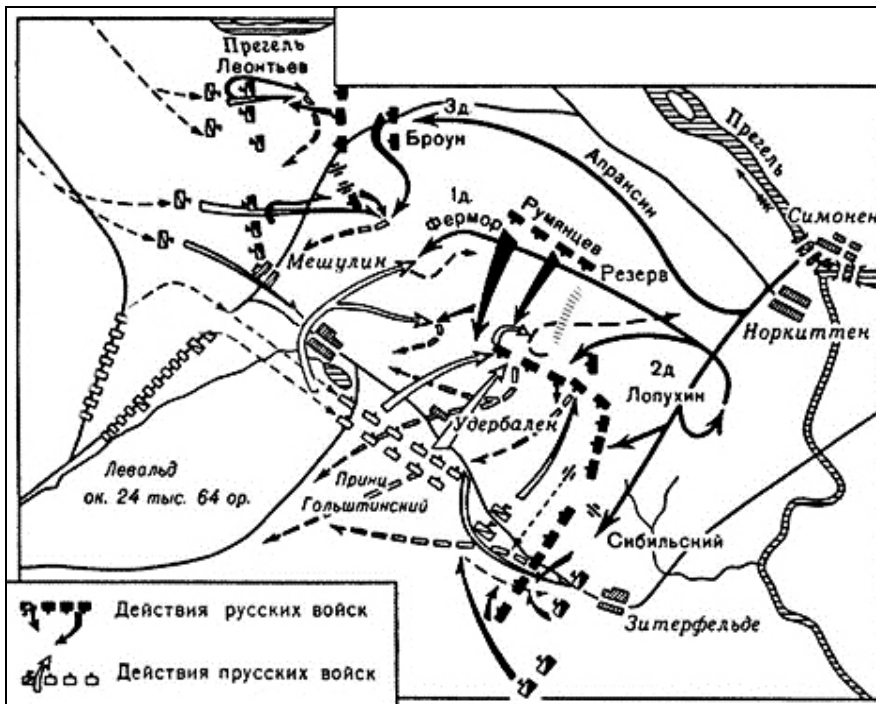 Прегель
Леонтьев
3д.
Броун
Апраксин
Прегель
Симонен
1д.
Фермор
Румянцев
Резерв
Мешулин
Норкиттен
2д
Лопухин
Удербален
Левальд
ок. 24 тыс. 64 ор.
Принц
Гольштинский
Сибильский
Зитерфельде
Действия русских войск
Действия прусских войск